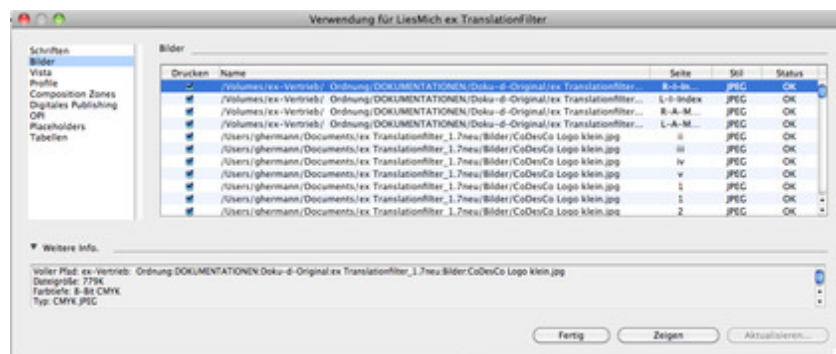 Verwendung für LiesMich ex TranslationFilter
Schriften
Bilder
Vista
Profile
Composition Zones
Digitales Publishing
OPI
Placeholders
Tabellen
Bilder
Drucken Name Seite Stil Status
/Volumes/ex-Vertrieb/ Ordnung/DOKUMENTATIONEN/Doku-d-Original/ex Translationfilter... R-I-In... JPEG OK
/Volumes/ex-Vertrieb/ Ordnung/DOKUMENTATIONEN/Doku-d-Original/ex Translationfilter... L-I-Index JPEG OK
/Volumes/ex-Vertrieb/ Ordnung/DOKUMENTATIONEN/Doku-d-Original/ex Translationfilter... R-A-M... JPEG OK
/Volumes/ex-Vertrieb/ Ordnung/DOKUMENTATIONEN/Doku-d-Original/ex Translationfilter... L-A-M... JPEG OK
/Users/ghermann/Documents/ex Translationfilter_1.7neu/Bilder/CoDesCo Logo klein.jpg ii JPEG OK
/Users/ghermann/Documents/ex Translationfilter_1.7neu/Bilder/CoDesCo Logo klein.jpg iii JPEG OK
/Users/ghermann/Documents/ex Translationfilter_1.7neu/Bilder/CoDesCo Logo klein.jpg iv JPEG OK
/Users/ghermann/Documents/ex Translationfilter_1.7neu/Bilder/CoDesCo Logo klein.jpg v JPEG OK
/Users/ghermann/Documents/ex Translationfilter_1.7neu/Bilder/CoDesCo Logo klein.jpg 1 JPEG OK
/Users/ghermann/Documents/ex Translationfilter_1.7neu/Bilder/CoDesCo Logo klein.jpg 1 JPEG OK
/Users/ghermann/Documents/ex Translationfilter_1.7neu/Bilder/CoDesCo Logo klein.jpg 2 JPEG OK
Weitere Info.
Voller Pfad: ex-Vertrieb: Ordnung:DOKUMENTATIONEN:Doku-d-Original:ex Translationfilter_1.7neu:Bilder:CoDesCo Logo klein.jpg
Dateigröße: 779K
Farbtiefe: 8-Bit CMYK
Typ: CMYK JPEG
Fertig Zeigen Aktualisieren...